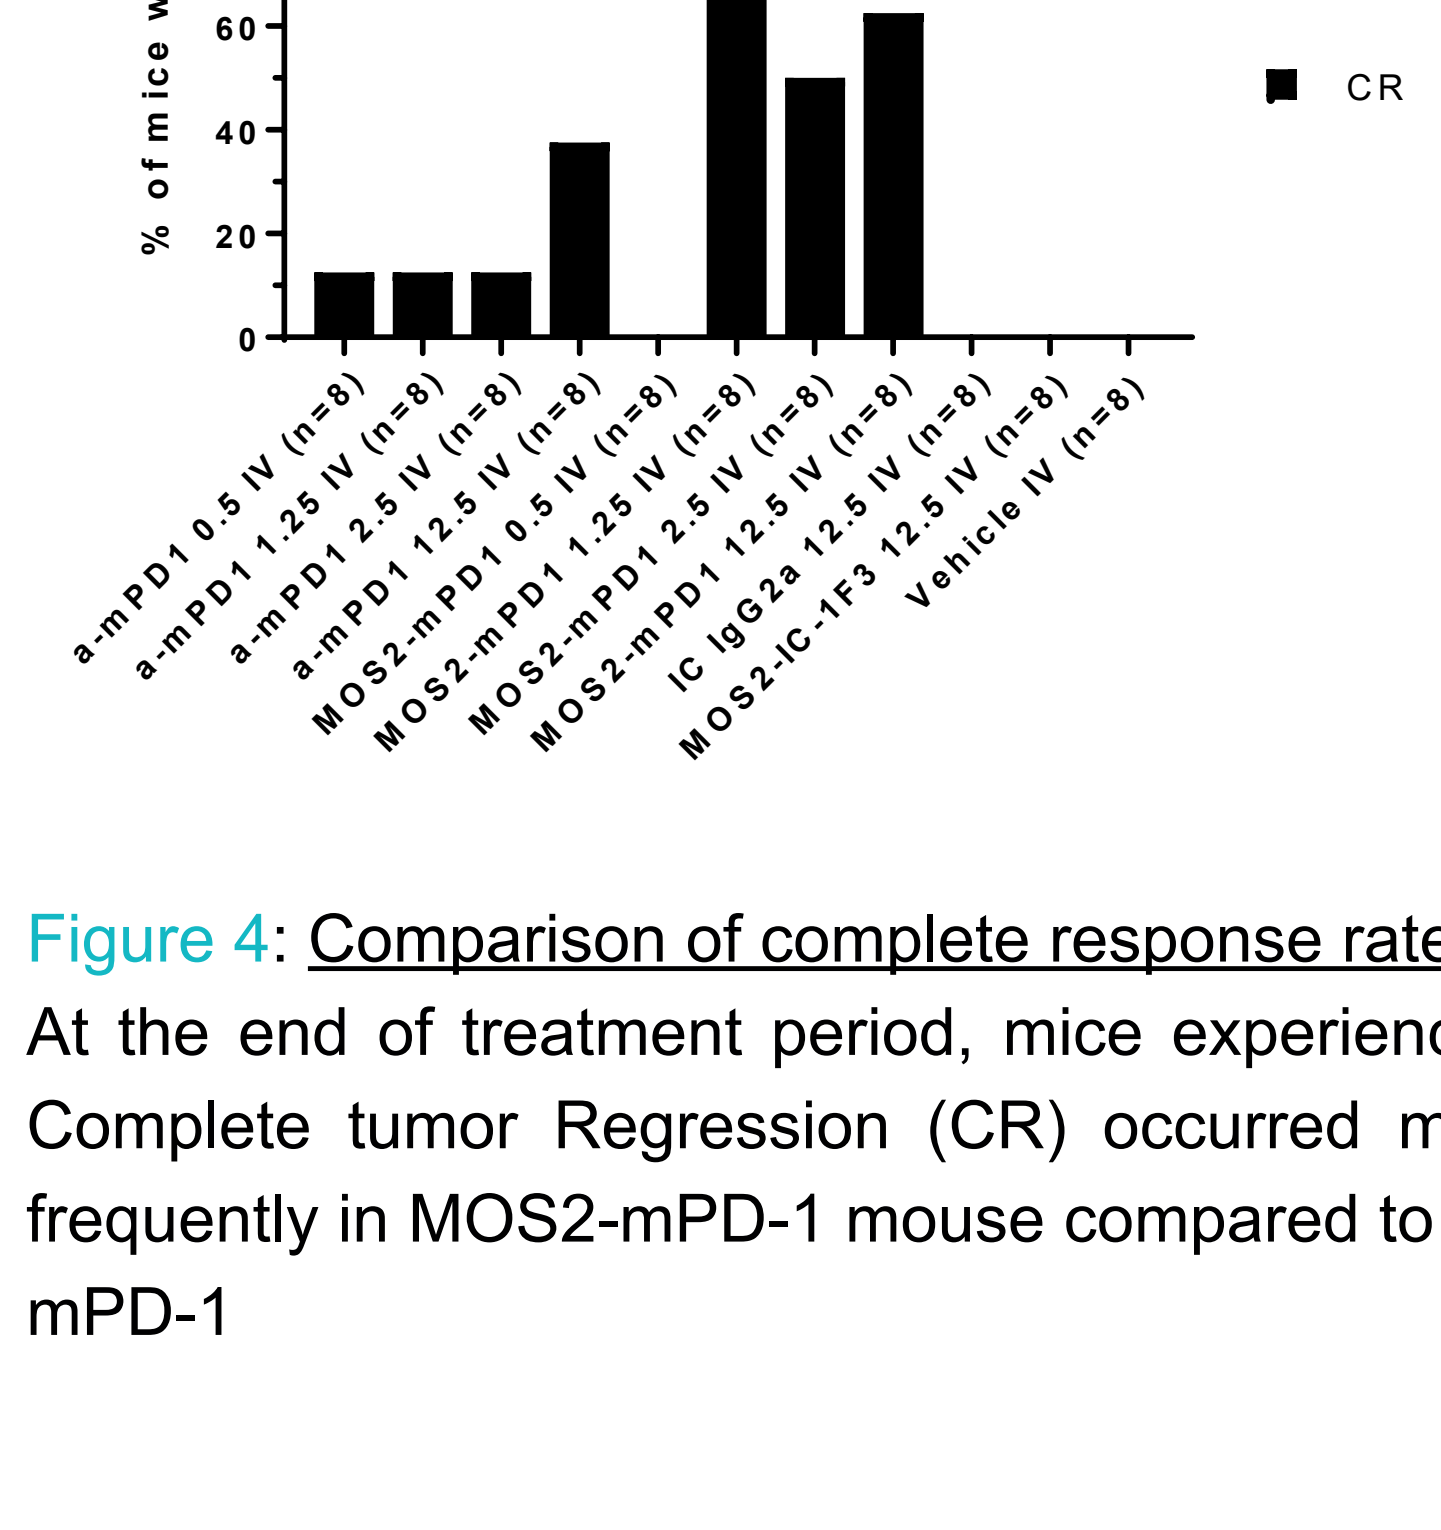 % of mice w
60
40
20
0
CR
a-mPD1 0.5 IV (n=8)
a-mPD1 1.25 IV (n=8)
a-mPD1 2.5 IV (n=8)
a-mPD1 12.5 IV (n=8)
MOS2-mPD1 0.5 IV (n=8)
MOS2-mPD1 1.25 IV (n=8)
MOS2-mPD1 2.5 IV (n=8)
MOS2-mPD1 12.5 IV (n=8)
IC IgG2a 12.5 IV (n=8)
MOS2-IC-1F3 12.5 IV (n=8)
Vehicle IV (n=8)
Figure 4: Comparison of complete response rate
At the end of treatment period, mice experienc
Complete tumor Regression (CR) occurred m
frequently in MOS2-mPD-1 mouse compared to
mPD-1